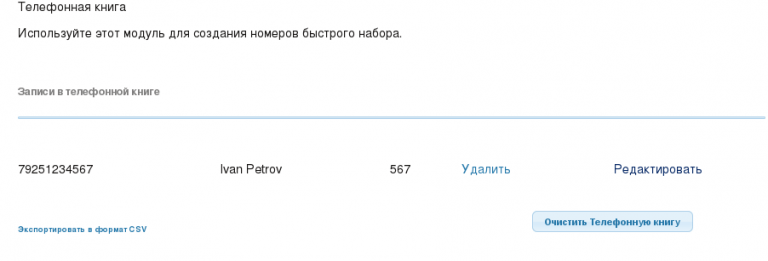 Телефонная книга
Используйте этот модуль для создания номеров быстрого набора.
Записи в телефонной книге
79251234567 Ivan Petrov 567 Удалить Редактировать
Экспортировать в формат CSV Очистить Телефонную книгу